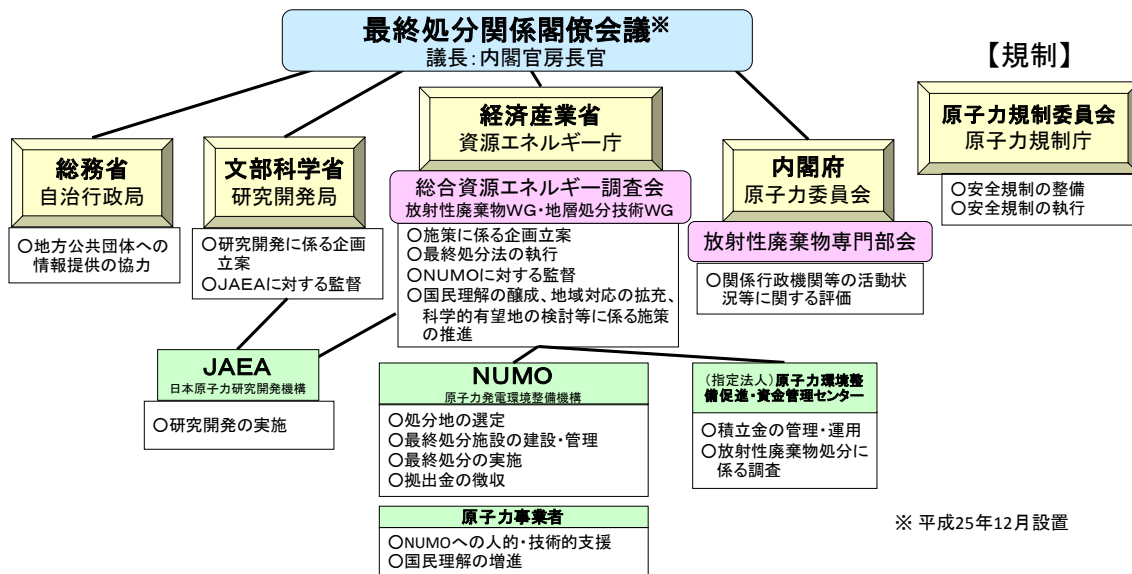 最終処分関係閣僚会議※
議長:内閣官房長官
【規制】
総務省
自治行政局
○地方公共団体への
情報提供の協力
文部科学省
研究開発局
○研究開発に係る企画
立案
○JAEAに対する監督
経済産業省
資源エネルギー庁
総合資源エネルギー調査会
放射性廃棄物WG・地層処分技術WG
○施策に係る企画立案
○最終処分法の執行
○NUMOに対する監督
○国民理解の醸成、地域対応の拡充、
科学的有望地の検討等に係る施策
の推進
内閣府
原子力委員会
放射性廃棄物専門部会
○関係行政機関等の活動状
況等に関する評価
原子力規制委員会
原子力規制庁
○安全規制の整備
○安全規制の執行
JAEA
日本原子力研究開発機構
○研究開発の実施
NUMO
原子力発電環境整備機構
○処分地の選定
○最終処分施設の建設・管理
○最終処分の実施
○拠出金の徴収
(指定法人)原子力環境整
備促進・資金管理センター
○積立金の管理・運用
○放射性廃棄物処分に
係る調査
原子力事業者
○NUMOへの人的・技術的支援
○国民理解の増進
※ 平成25年12月設置